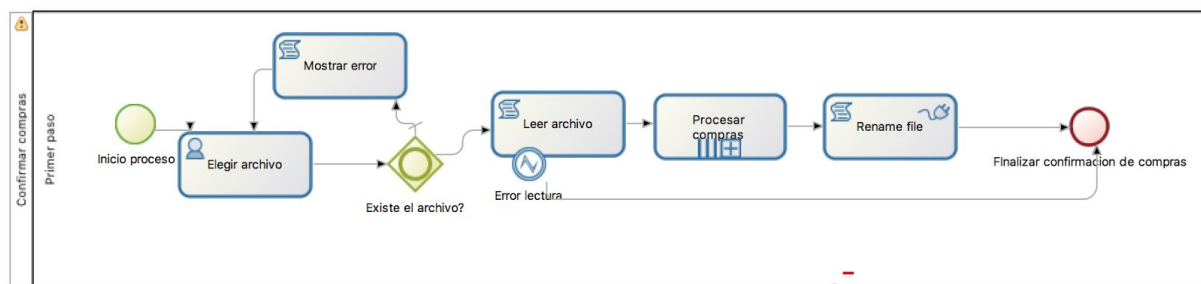 Confirmar compras
Primer paso
Inicio proceso
Mostrar error
Elegir archivo
Existe el archivo?
Leer archivo
Error lectura
Procesar
compras
Rename file
FInalizar confirmacion de compras